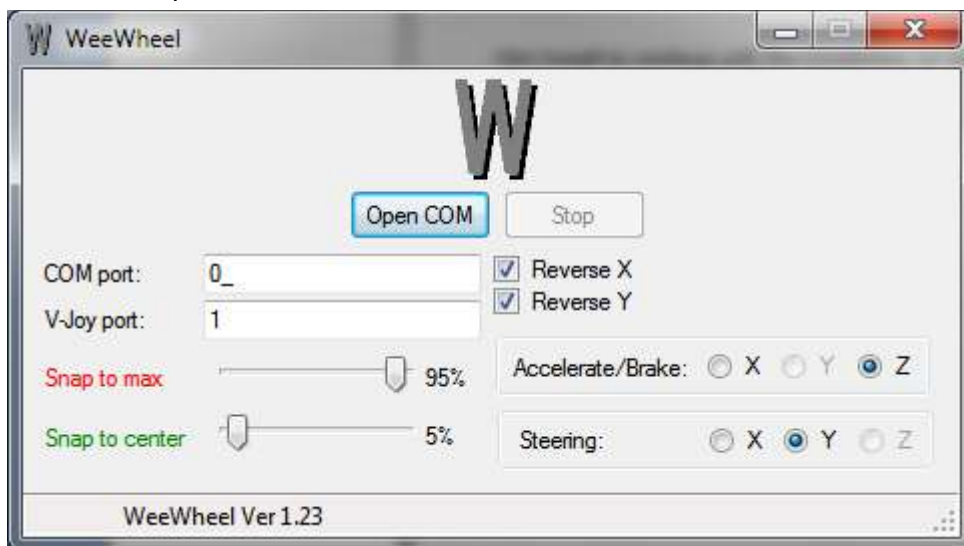 WeeWheel
W
Open COM Stop
COM port: 0_ Reverse X
Reverse Y
V-Joy port: 1
Snap to max 95% Accelerate/Brake: X Y Z
Snap to center 5% Steering: X Y Z
WeeWheel Ver 1.23